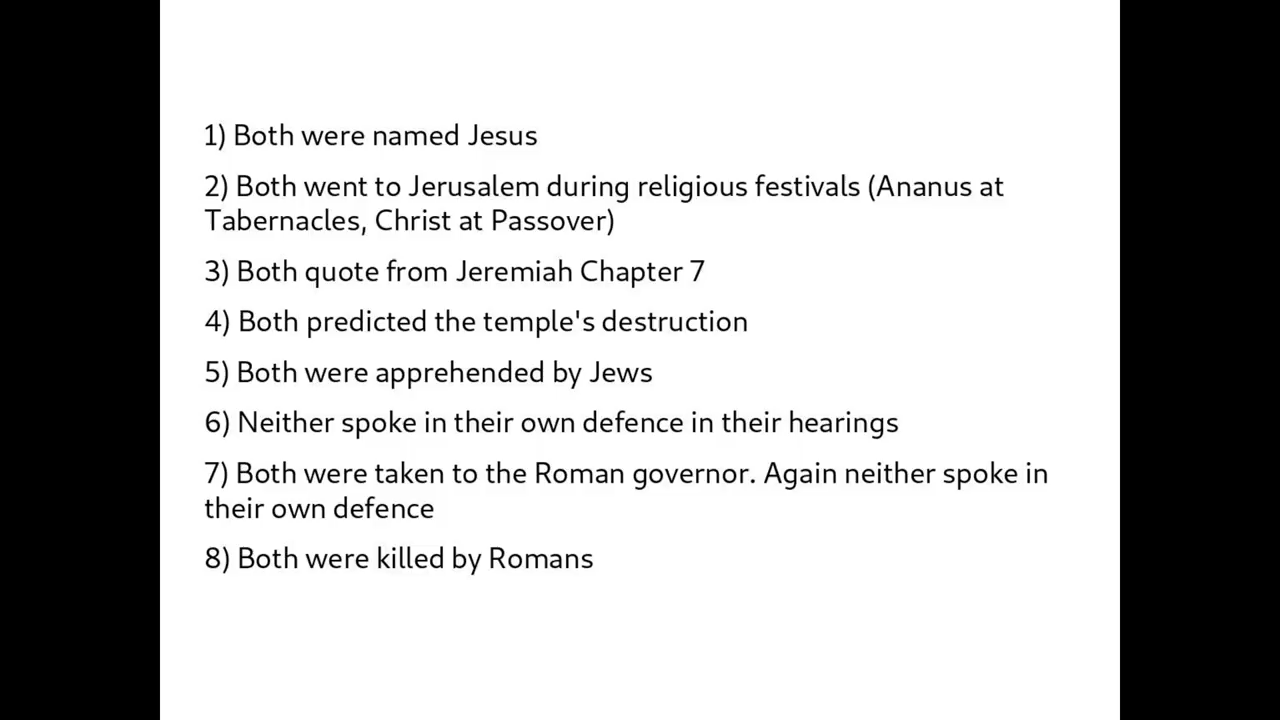 1) Both were named Jesus
2) Both went to Jerusalem during religious festivals (Ananus at
Tabernacles, Christ at Passover)
3) Both quote from Jeremiah Chapter 7
4) Both predicted the temple's destruction
5) Both were apprehended by Jews
6) Neither spoke in their own defence in their hearings
7) Both were taken to the Roman governor. Again neither spoke in
their own defence
8) Both were killed by Romans